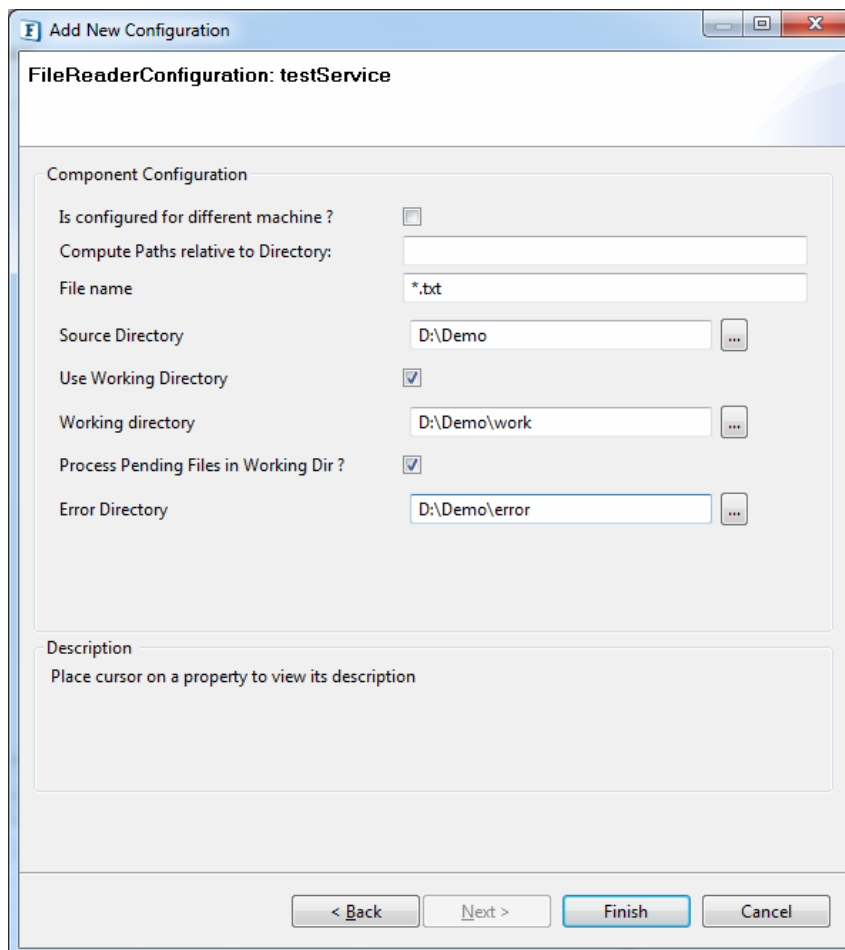 Add New Configuration
FileReaderConfiguration: testService
Component Configuration
Is configured for different machine ?
Compute Paths relative to Directory:
File name *.txt
Source Directory D:\Demo ...
Use Working Directory
Working directory D:\Demo\work ...
Process Pending Files in Working Dir ?
Error Directory D:\Demo\error ...
Description
Place cursor on a property to view its description
< Back Next > Finish Cancel